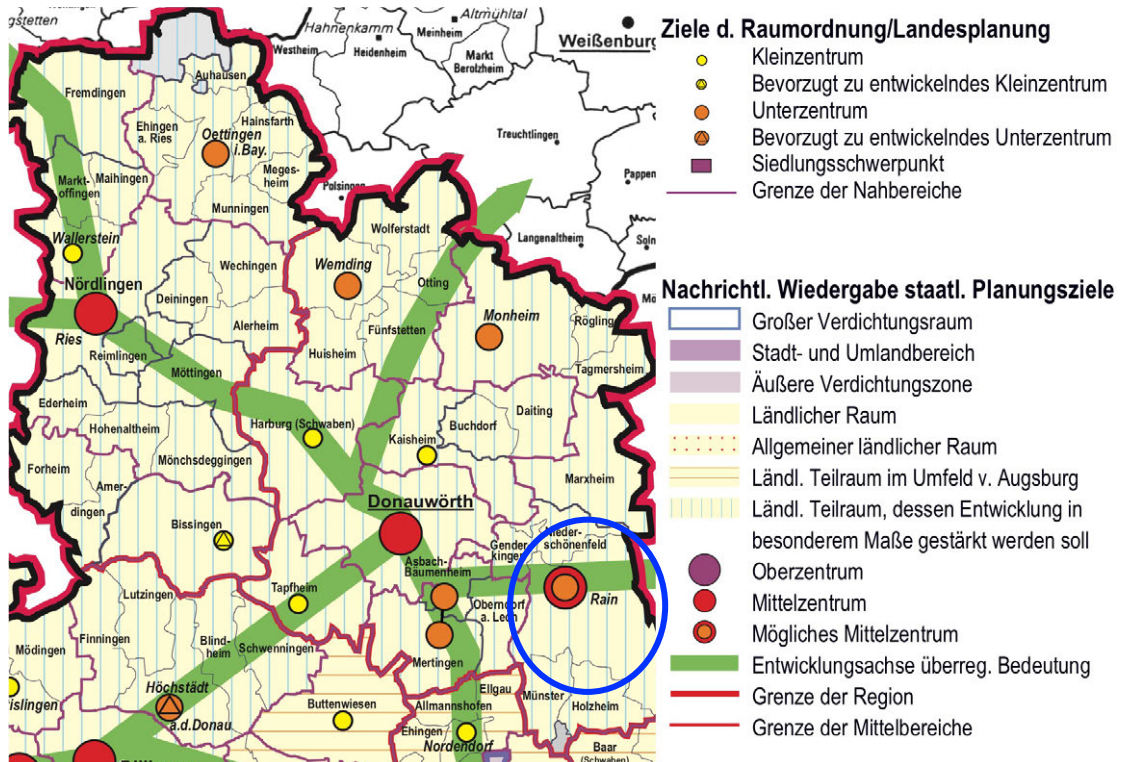 Hahnenkamm
Altmühltal
Meinheim
Westheim
Heidenheim
Markt
Berolzheim
Weißenburg
Auhausen
Fremdingen
Ehingen
a. Ries
Hainsfarth
Oettingen
i.Bay.
Treuchtlingen
Markt-
offingen
Maihingen
Meges-
heim
Polsingen
Munningen
Wolferstadt
Langenaltheim
Wallerstein
Wechingen
Wemding
Otting
Nördlingen
Deiningen
Monheim
Rögling
Ries
Alerheim
Fünfstetten
Reimlingen
Huisheim
Möttingen
Tagmersheim
Ederheim
Hohenaltheim
Harburg (Schwaben)
Kaisheim
Buchdorf
Daiting
Forheim
Mönchsdeggingen
Amer-
dingen
Marxheim
Donauwörth
Bissingen
Nieder-
schönenfeld
Gender-
kingen
Asbach-
Bäumenheim
Lutzingen
Tapfheim
Oberndorf
a. Lech
Rain
Finningen
Blind-
heim
Schwenningen
Mödingen
Mertingen
Höchstädt
a.d.Donau
Ellgau
Münster
Buttenwiesen
Allmannshofen
Holzheim
Ehingen
Nordendorf
Baar
(Schwaben)
Ziele d. Raumordnung/Landesplanung
Kleinzentrum
Bevorzugt zu entwickelndes Kleinzentrum
Unterzentrum
Bevorzugt zu entwickelndes Unterzentrum
Siedlungsschwerpunkt
Grenze der Nahbereiche
Nachrichtl. Wiedergabe staatl. Planungsziele
Großer Verdichtungsraum
Stadt- und Umlandbereich
Äußere Verdichtungszone
Ländlicher Raum
Allgemeiner ländlicher Raum
Ländl. Teilraum im Umfeld v. Augsburg
Ländl. Teilraum, dessen Entwicklung in
besonderem Maße gestärkt werden soll
Oberzentrum
Mittelzentrum
Mögliches Mittelzentrum
Entwicklungsachse überreg. Bedeutung
Grenze der Region
Grenze der Mittelbereiche